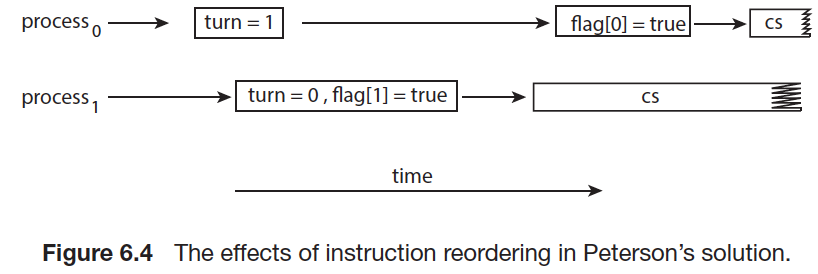 process0 turn = 1 flag[0] = true cs
process1 turn = 0 , flag[1] = true cs
time
Figure 6.4 The effects of instruction reordering in Peterson’s solution.